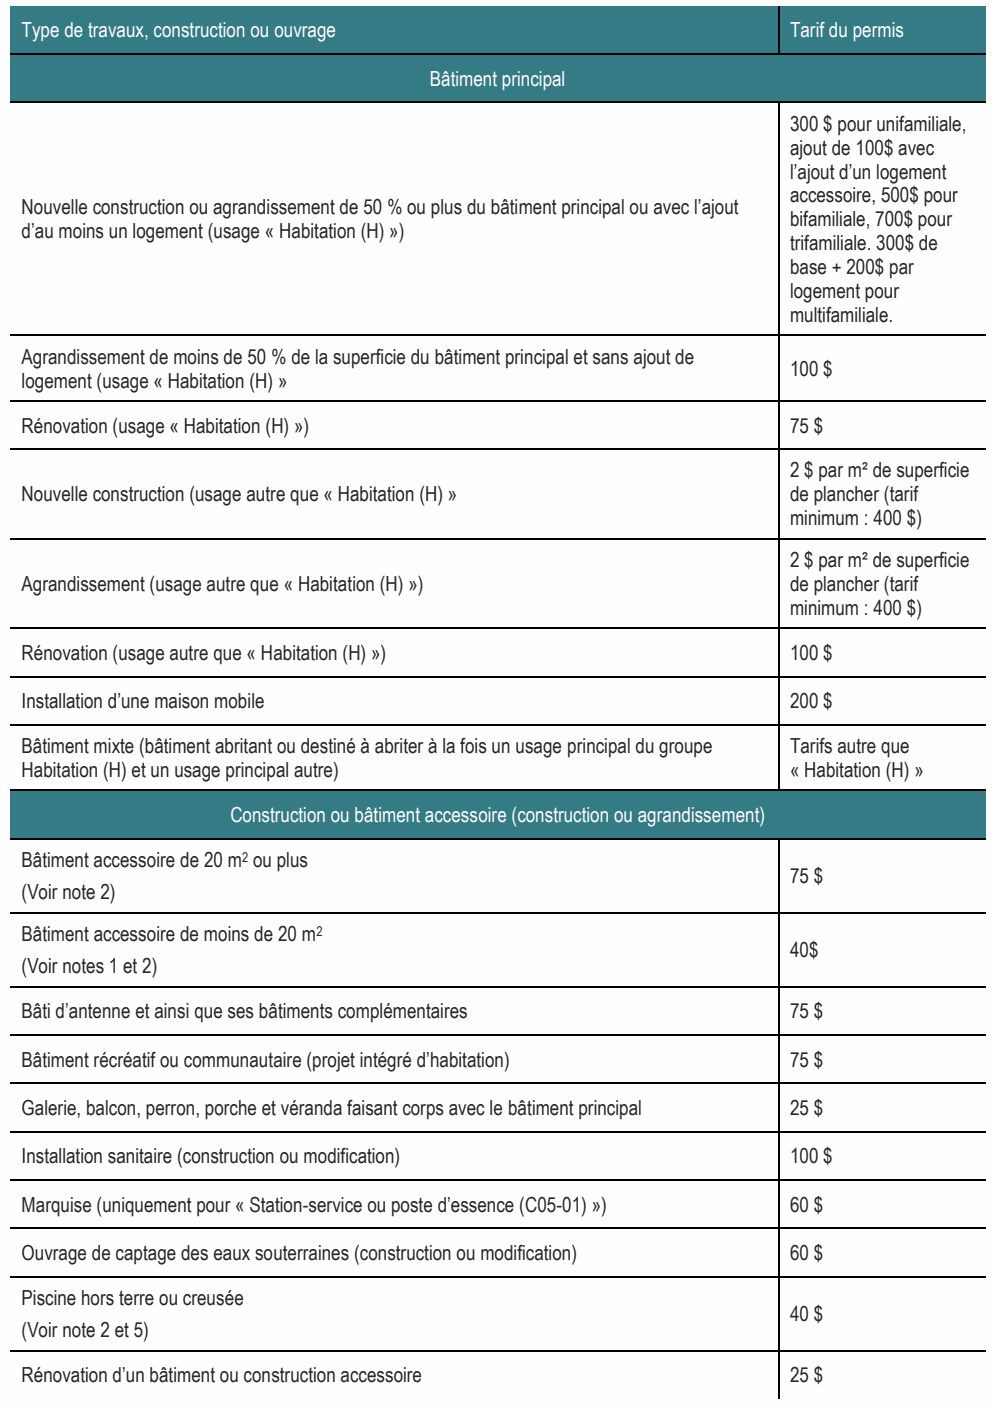 Type de travaux, construction ou ouvrage
Tarif du permis
Bâtiment principal
Nouvelle construction ou agrandissement de 50 % ou plus du bâtiment principal ou avec l’ajout
d’au moins un logement (usage « Habitation (H) »)
300 $ pour unifamiliale,
ajout de 100$ avec
l’ajout d’un logement
accessoire, 500$ pour
bifamiliale, 700$ pour
trifamiliale. 300$ de
base + 200$ par
logement pour
multifamiliale.
Agrandissement de moins de 50 % de la superficie du bâtiment principal et sans ajout de
logement (usage « Habitation (H) »
100 $
Rénovation (usage « Habitation (H) »)
75 $
Nouvelle construction (usage autre que « Habitation (H) »
2 $ par m² de superficie
de plancher (tarif
minimum : 400 $)
Agrandissement (usage autre que « Habitation (H) »)
2 $ par m² de superficie
de plancher (tarif
minimum : 400 $)
Rénovation (usage autre que « Habitation (H) »)
100 $
Installation d’une maison mobile
200 $
Bâtiment mixte (bâtiment abritant ou destiné à abriter à la fois un usage principal du groupe
Habitation (H) et un usage principal autre)
Tarifs autre que
« Habitation (H) »
Construction ou bâtiment accessoire (construction ou agrandissement)
Bâtiment accessoire de 20 m2 ou plus
(Voir note 2)
75 $
Bâtiment accessoire de moins de 20 m2
(Voir notes 1 et 2)
40$
Bâti d’antenne et ainsi que ses bâtiments complémentaires
75 $
Bâtiment récréatif ou communautaire (projet intégré d’habitation)
75 $
Galerie, balcon, perron, porche et véranda faisant corps avec le bâtiment principal
25 $
Installation sanitaire (construction ou modification)
100 $
Marquise (uniquement pour « Station-service ou poste d’essence (C05-01) »)
60 $
Ouvrage de captage des eaux souterraines (construction ou modification)
60 $
Piscine hors terre ou creusée
(Voir note 2 et 5)
40 $
Rénovation d’un bâtiment ou construction accessoire
25 $